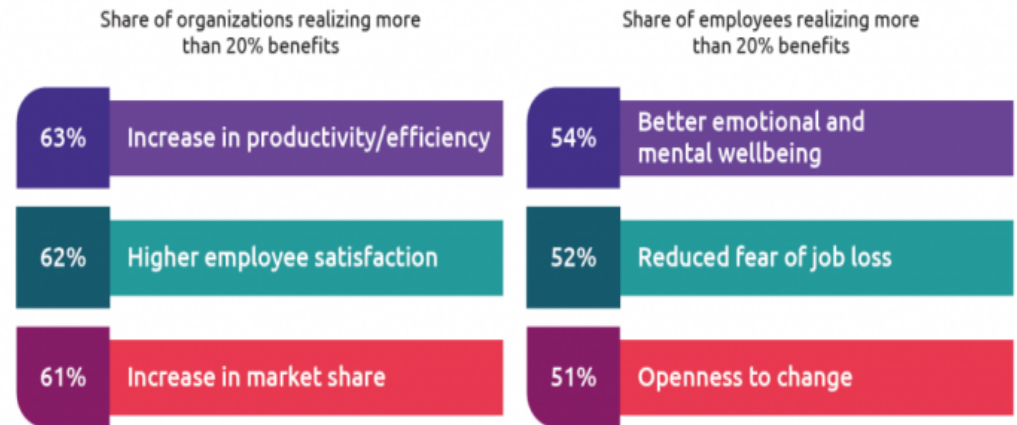 Share of organizations realizing more
than 20% benefits
63%
Increase in productivity/efficiency
62%
Higher employee satisfaction
61%
Increase in market share
Share of employees realizing more
than 20% benefits
54%
Better emotional and
mental wellbeing
52%
Reduced fear of job loss
51%
Openness to change